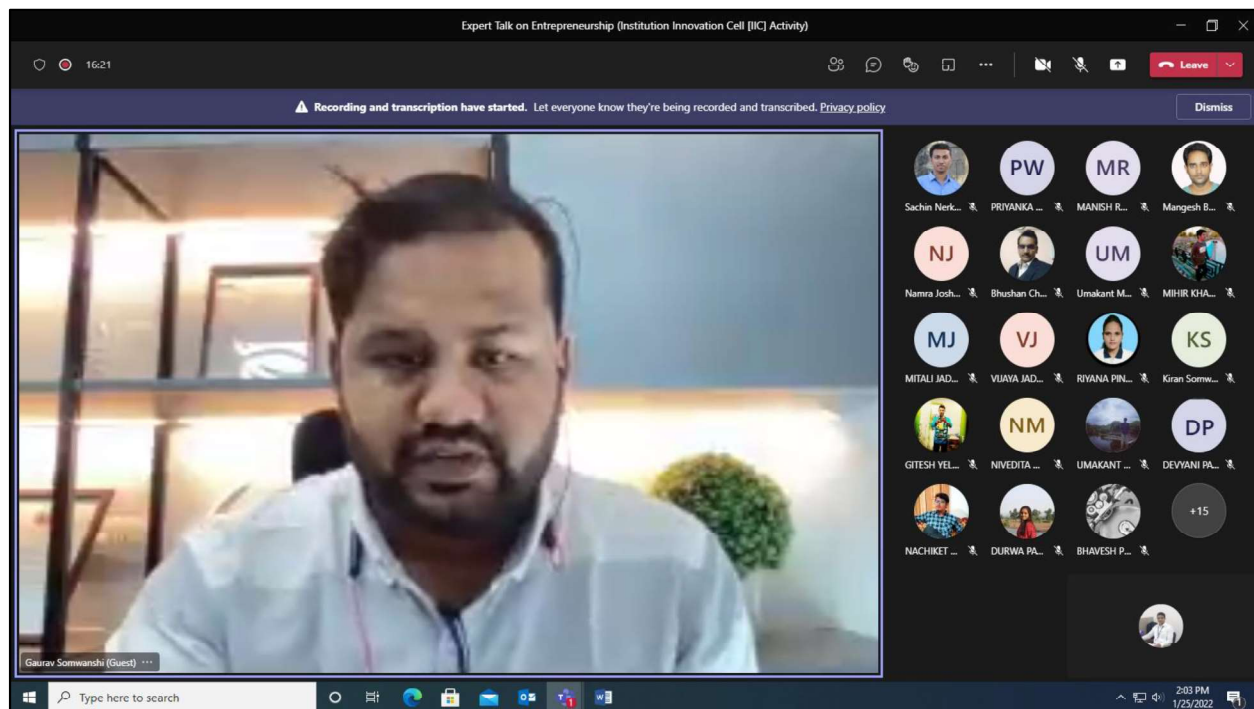 Expert Talk on Entrepreneurship (Institution Innovation Cell [IIC] Activity)
16:21
Leave
Recording and transcription have started. Let everyone know they're being recorded and transcribed. Privacy policy
Dismiss
PW
MR
Sachin Nerk...
PRIYANKA ...
MANISH R...
Mangesh B...
NJ
UM
Namra Josh...
Bhushan Ch...
Umakant M...
MIHIR KHA...
MJ
VJ
KS
MITALI JAD...
VIJAYA JAD...
RIYANA PIN...
Kiran Somw...
NM
DP
GITESH YEL...
NIVEDITA ...
UMAKANT ...
DEVYANI PA...
+15
NACHIKET ...
DURWA PA...
BHAVESH P...
Gaurav Somwanshi (Guest) ...
Type here to search
2:03 PM
1/25/2022